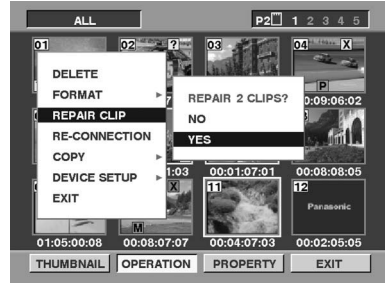 ALL
P2 1 2 3 4 5
01
02
?
03
04
X
DELETE
FORMAT
REPAIR CLIP
RE-CONNECTION
COPY
DEVICE SETUP
EXIT
REPAIR 2 CLIPS?
NO
YES
P
7
0:09:06:02
1:03
00:01:07:01
00:08:08:05
X
M
11
12
Panasonic
01:05:00:08
00:08:07:07
00:04:07:03
00:02:05:05
THUMBNAIL
OPERATION
PROPERTY
EXIT